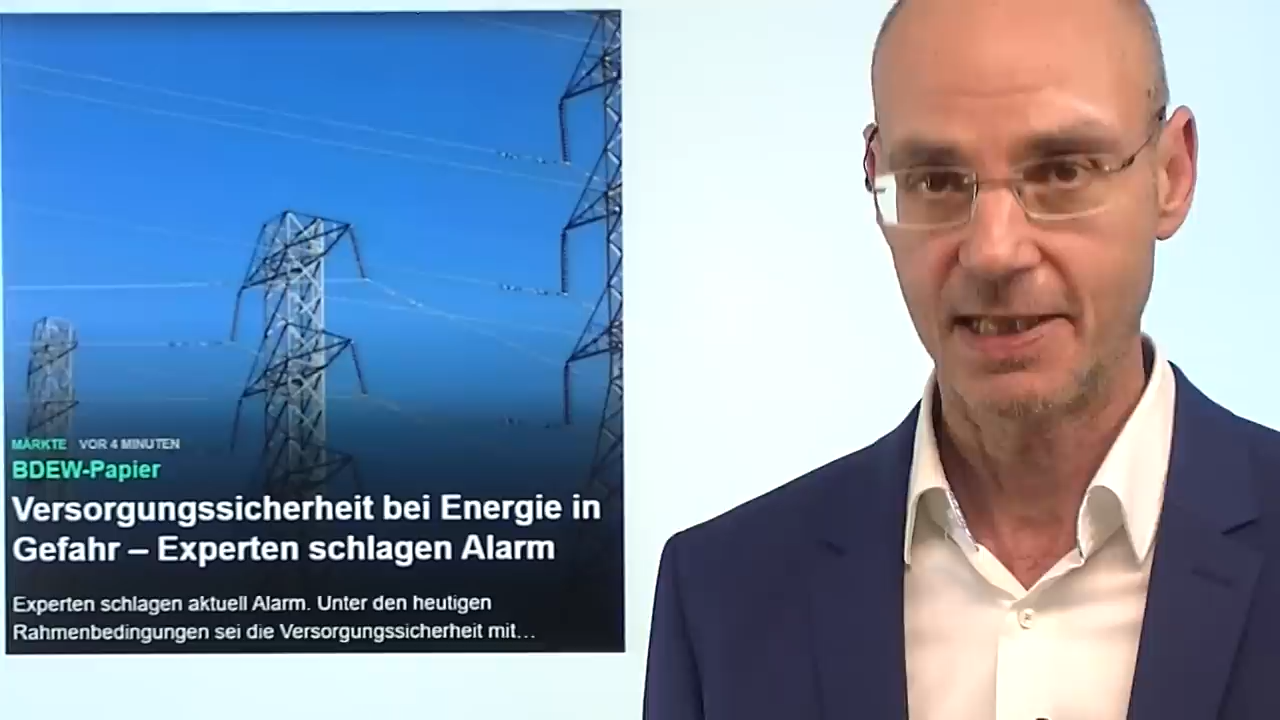 MÄRKTE VOR 4 MINUTEN
BDEW-Papier
Versorgungssicherheit bei Energie in
Gefahr – Experten schlagen Alarm
Experten schlagen aktuell Alarm. Unter den heutigen
Rahmenbedingungen sei die Versorgungssicherheit mit...